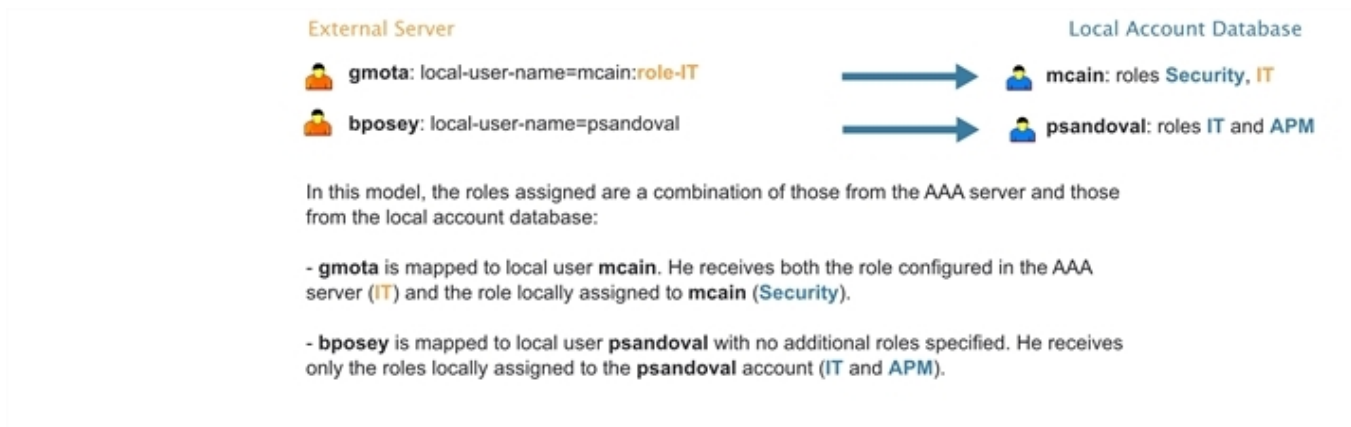 External Server
Local Account Database
gmota: local-user-name=mcain:role-IT
mcain: roles Security, IT
bposey: local-user-name=psandoval
psandoval: roles IT and APM
In this model, the roles assigned are a combination of those from the AAA server and those
from the local account database:
- gmota is mapped to local user mcain. He receives both the role configured in the AAA
server (IT) and the role locally assigned to mcain (Security).
- bposey is mapped to local user psandoval with no additional roles specified. He receives
only the roles locally assigned to the psandoval account (IT and APM).